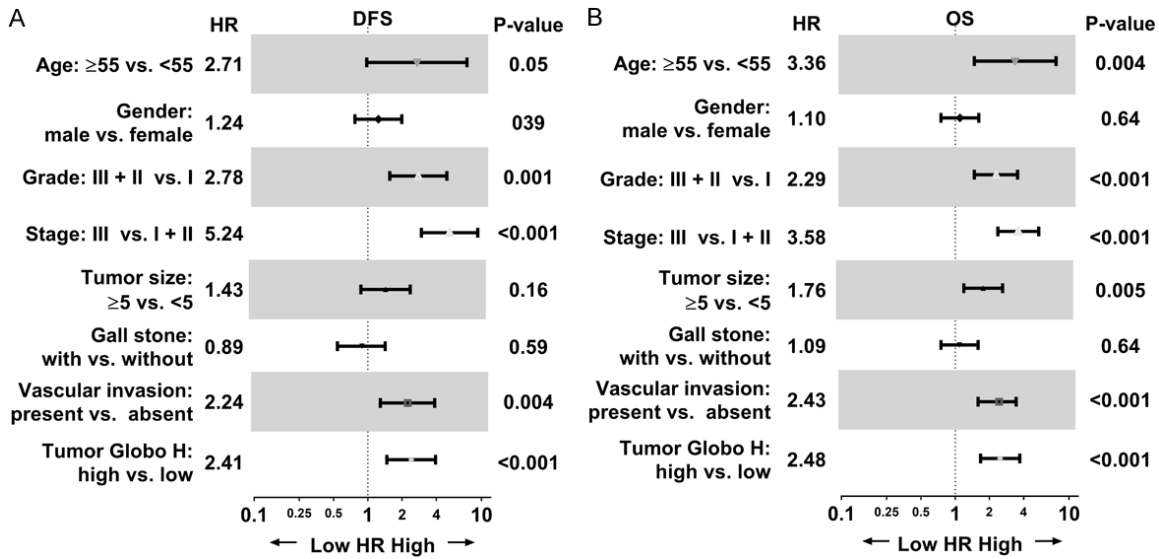 A
HR DFS P-value
Age: ≥55 vs. <55 2.71 0.05
Gender:
male vs. female 1.24 039
Grade: III + II vs. I 2.78 0.001
Stage: III vs. I + II 5.24 <0.001
Tumor size:
≥5 vs. <5 1.43 0.16
Gall stone:
with vs. without 0.89 0.59
Vascular invasion:
present vs. absent 2.24 0.004
Tumor Globo H:
high vs. low 2.41 <0.001
0.1 0.25 0.5 1 2 4 10
← Low HR High →
B
HR OS P-value
Age: ≥55 vs. <55 3.36 0.004
Gender:
male vs. female 1.10 0.64
Grade: III + II vs. I 2.29 <0.001
Stage: III vs. I + II 3.58 <0.001
Tumor size:
≥5 vs. <5 1.76 0.005
Gall stone:
with vs. without 1.09 0.64
Vascular invasion:
present vs. absent 2.43 <0.001
Tumor Globo H:
high vs. low 2.48 <0.001
0.1 0.25 0.5 1 2 4 10
← Low HR High →